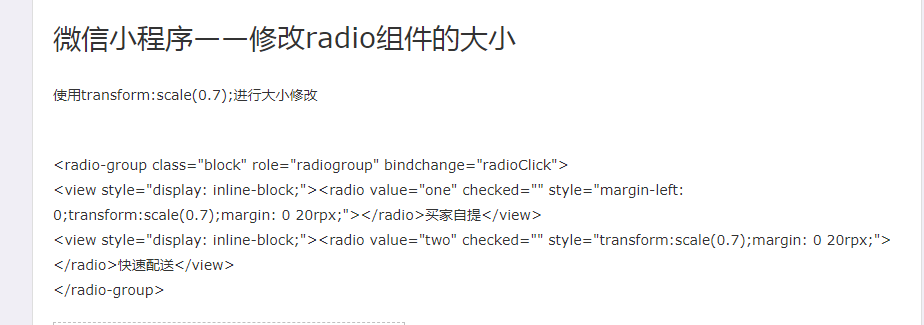 微信小程序——修改radio组件的大小
使用transform:scale(0.7);进行大小修改
<radio-group class="block" role="radiogroup" bindchange="radioClick">
<view style="display: inline-block;"><radio value="one" checked="" style="margin-left:
0;transform:scale(0.7);margin: 0 20rpx;"></radio>买家自提</view>
<view style="display: inline-block;"><radio value="two" checked="" style="transform:scale(0.7);margin: 0 20rpx;">
</radio>快速配送</view>
</radio-group>